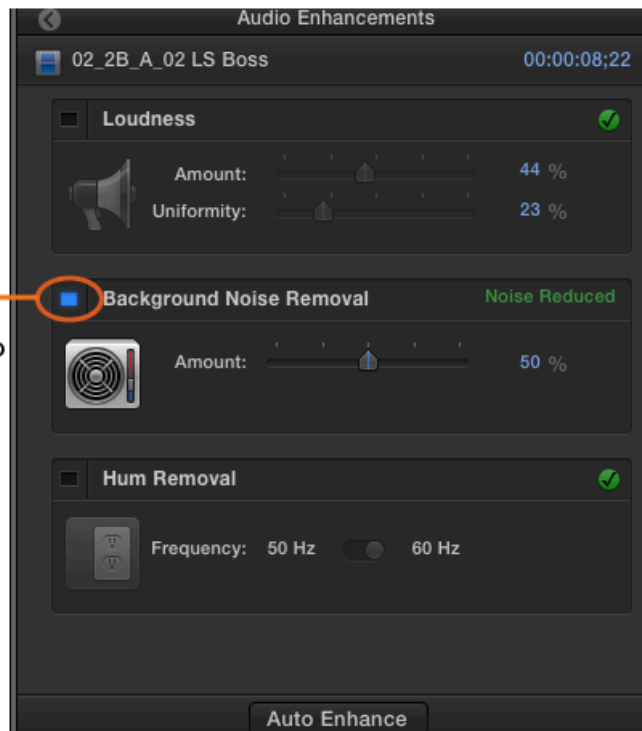 Audio Enhancements
02_2B_A_02 LS Boss 00:00:08;22
Loudness
Amount: 44 %
Uniformity: 23 %
Background Noise Removal Noise Reduced
Amount: 50 %
Hum Removal
Frequency: 50 Hz 60 Hz
Auto Enhance